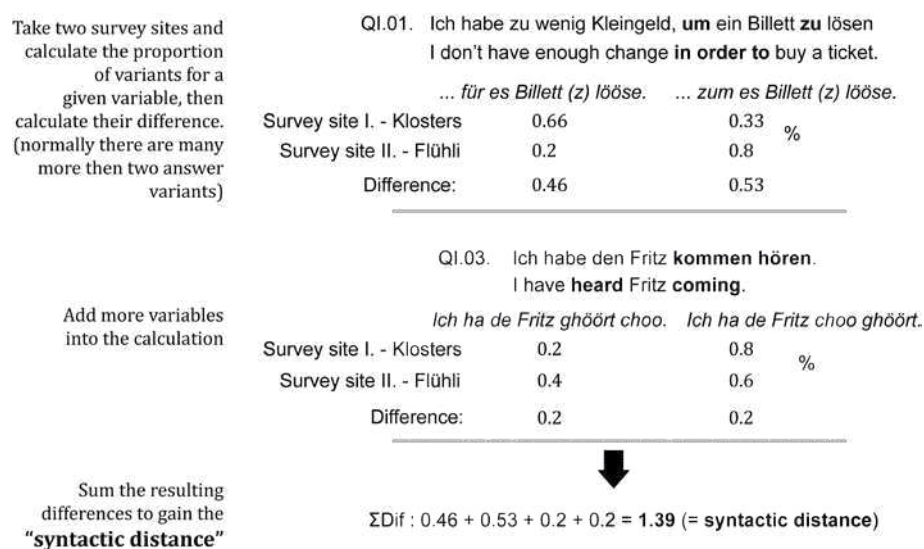 Take two survey sites and
calculate the proportion
of variants for a
given variable, then
calculate their difference.
(normally there are many
more then two answer
variants)
QI.01. Ich habe zu wenig Kleingeld, um ein Billett zu lösen
I don't have enough change in order to buy a ticket.
... für es Billett (z) lööse. ... zum es Billett (z) lööse.
Survey site I. - Klosters 0.66 0.33
%
Survey site II. - Flühli 0.2 0.8
Difference: 0.46 0.53
Add more variables
into the calculation
QI.03. Ich habe den Fritz kommen hören.
I have heard Fritz coming.
Ich ha de Fritz ghöört choo. Ich ha de Fritz choo ghöört.
Survey site I. - Klosters 0.2 0.8
%
Survey site II. - Flühli 0.4 0.6
Difference: 0.2 0.2
Sum the resulting
differences to gain the
"syntactic distance"
ΣDif : 0.46 + 0.53 + 0.2 + 0.2 = 1.39 (= syntactic distance)